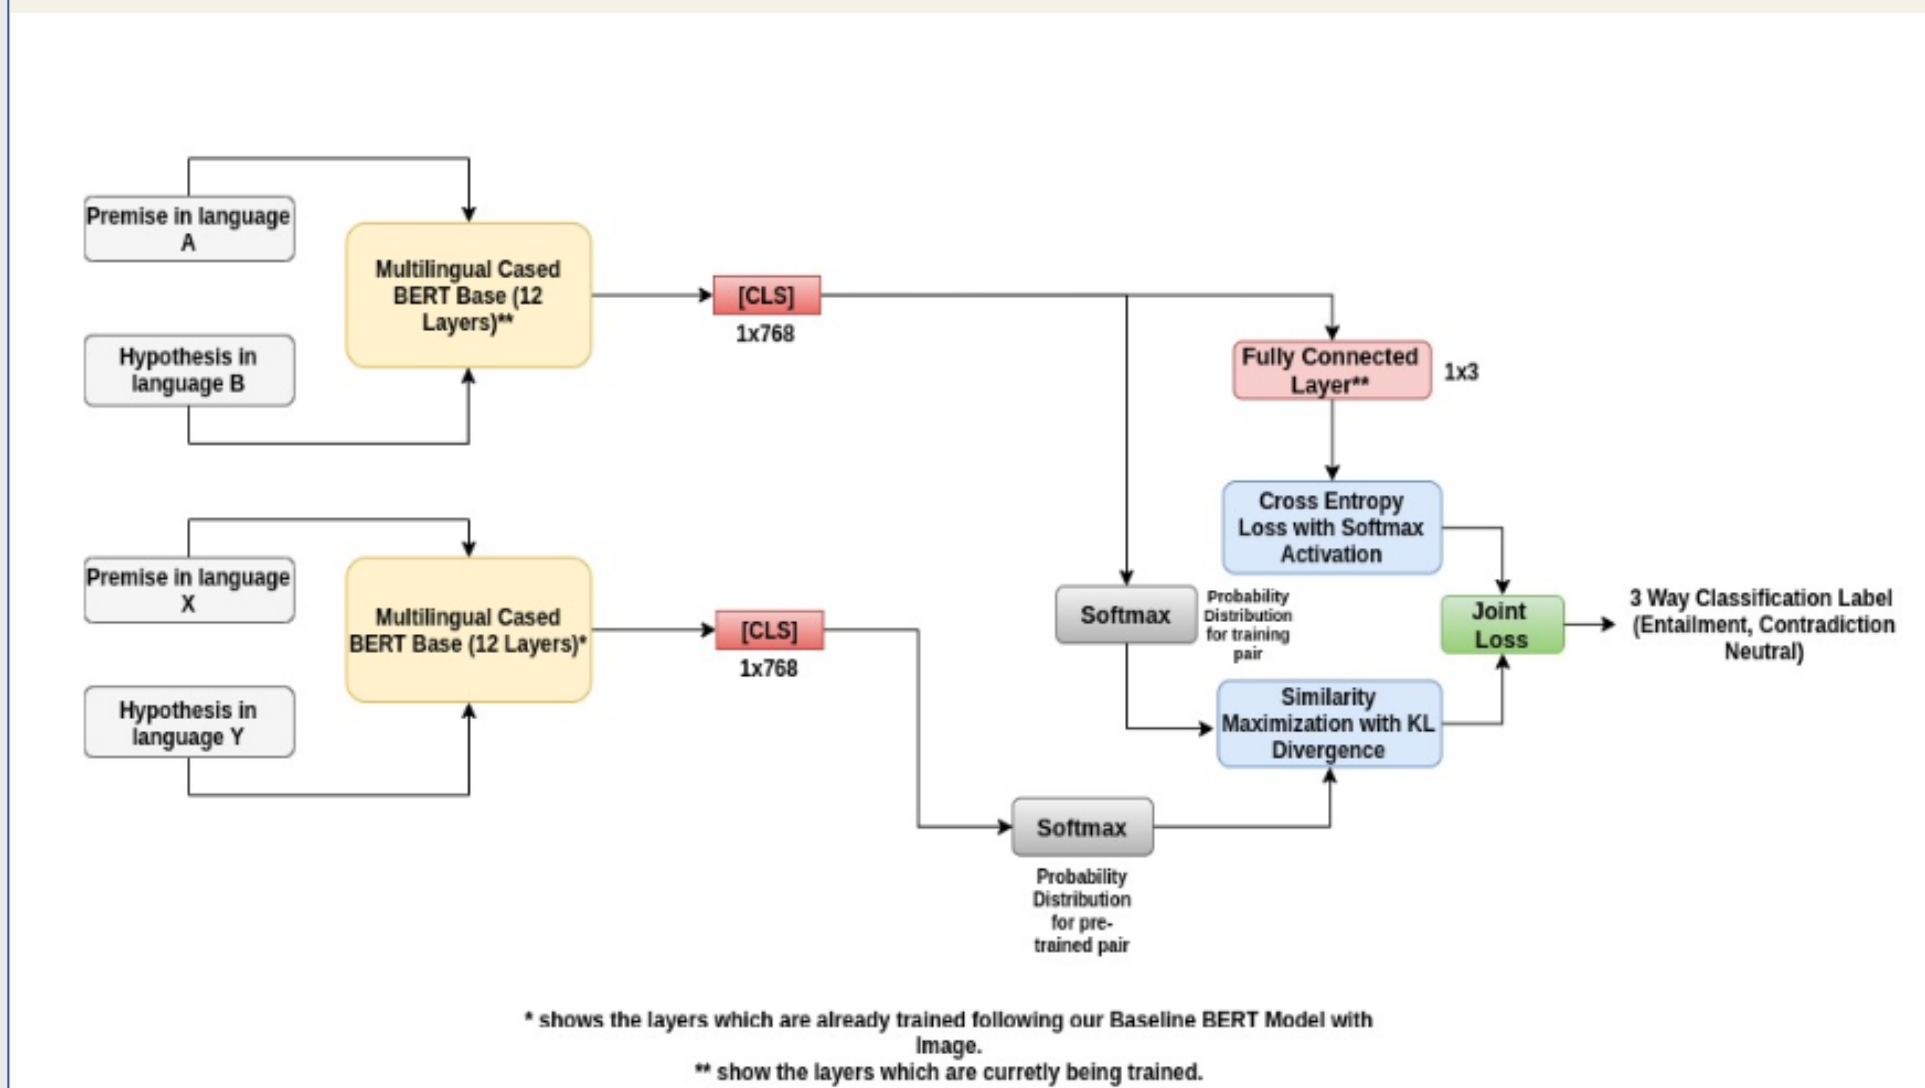 Premise in language
A
Multilingual Cased
BERT Base (12
Layers)**
[CLS]
1x768
Hypothesis in
language B
Fully Connected
Layer**
1x3
Cross Entropy
Loss with Softmax
Activation
Premise in language
X
Multilingual Cased
BERT Base (12 Layers)*
[CLS]
1x768
Hypothesis in
language Y
Softmax
Probability
Distribution
for training
pair
Joint
Loss
3 Way Classification Label
(Entailment, Contradiction
Neutral)
Similarity
Maximization with KL
Divergence
Softmax
Probability
Distribution
for pre-
trained pair
* shows the layers which are already trained following our Baseline BERT Model with
Image.
** show the layers which are curretly being trained.